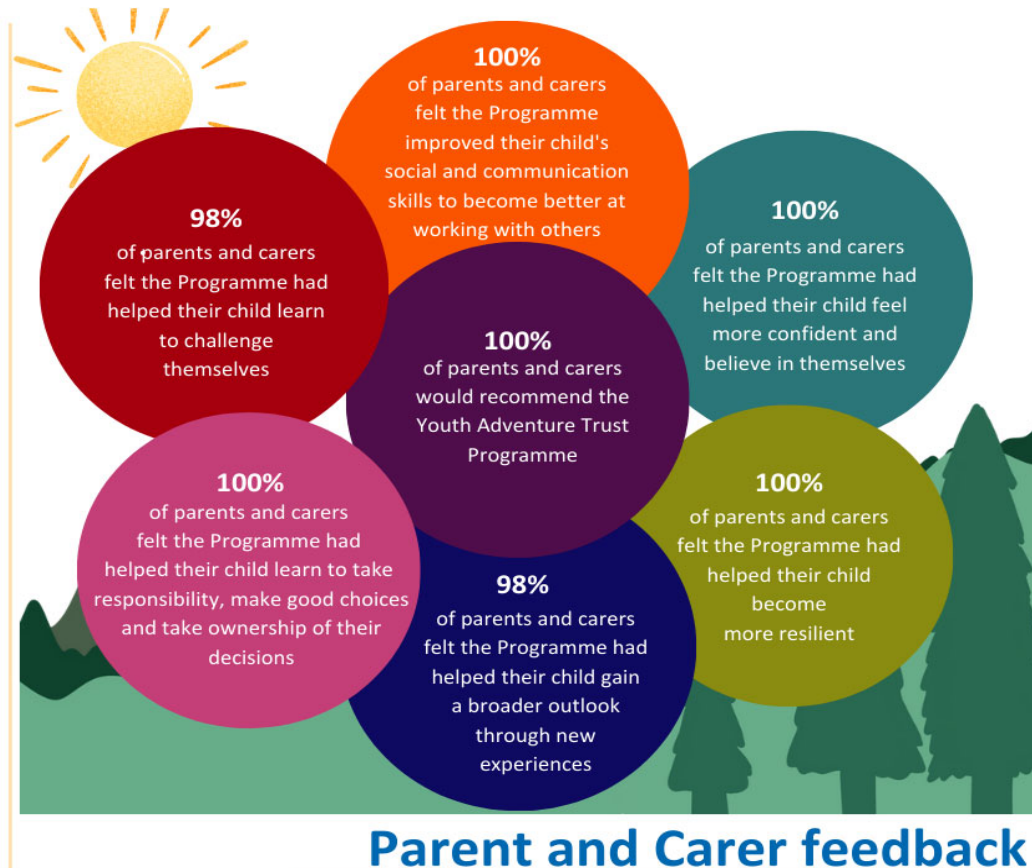 100%
of parents and carers
felt the Programme
improved their child's
social and communication
skills to become better at
working with others
98%
of parents and carers
felt the Programme had
helped their child learn
to challenge
themselves
100%
of parents and carers
felt the Programme had
helped their child feel
more confident and
believe in themselves
100%
of parents and carers
would recommend the
Youth Adventure Trust
Programme
100%
of parents and carers
felt the Programme had
helped their child learn to take
responsibility, make good choices
and take ownership of their
decisions
100%
of parents and carers
felt the Programme had
helped their child
become
more resilient
98%
of parents and carers
felt the Programme had
helped their child gain
a broader outlook
through new
experiences
Parent and Carer feedback